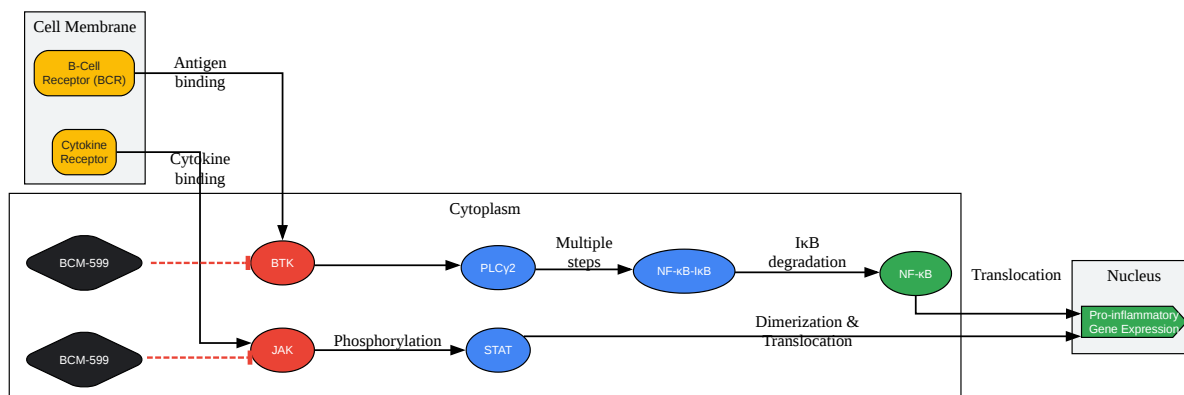 Cell Membrane
B-Cell
Receptor (BCR)
Antigen
binding
Cytokine
Receptor
Cytokine
binding
Cytoplasm
BCM-599
BTK
PLCγ2
Multiple
steps
NF-κB-IκB
IκB
degradation
NF-κB
Translocation
Nucleus
Pro-inflammatory
Gene Expression
BCM-599
JAK
Phosphorylation
STAT
Dimerization &
Translocation